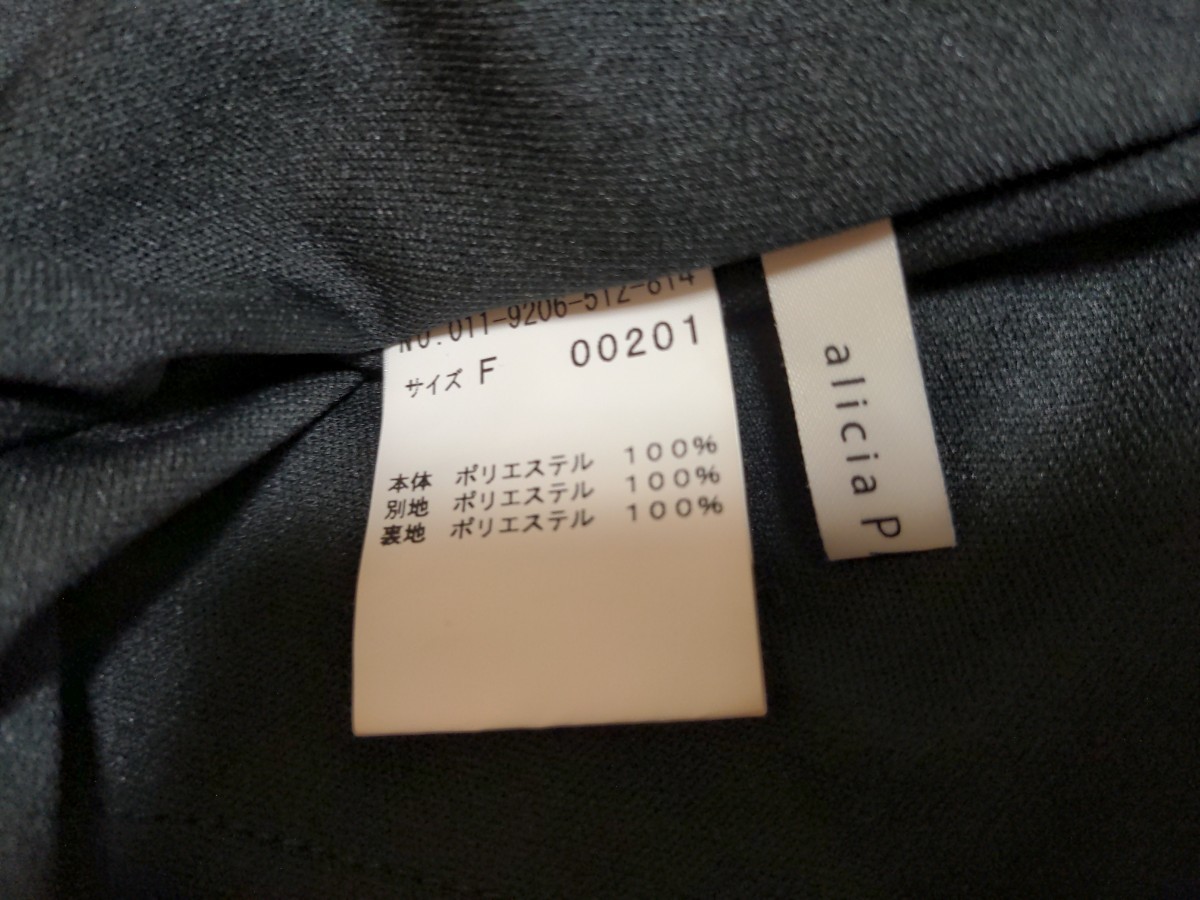 NO.011-9206-512-814
サイズ F 00201
本体 ポリエステル 100%
別地 ポリエステル 100%
裏地 ポリエステル 100%
alicia